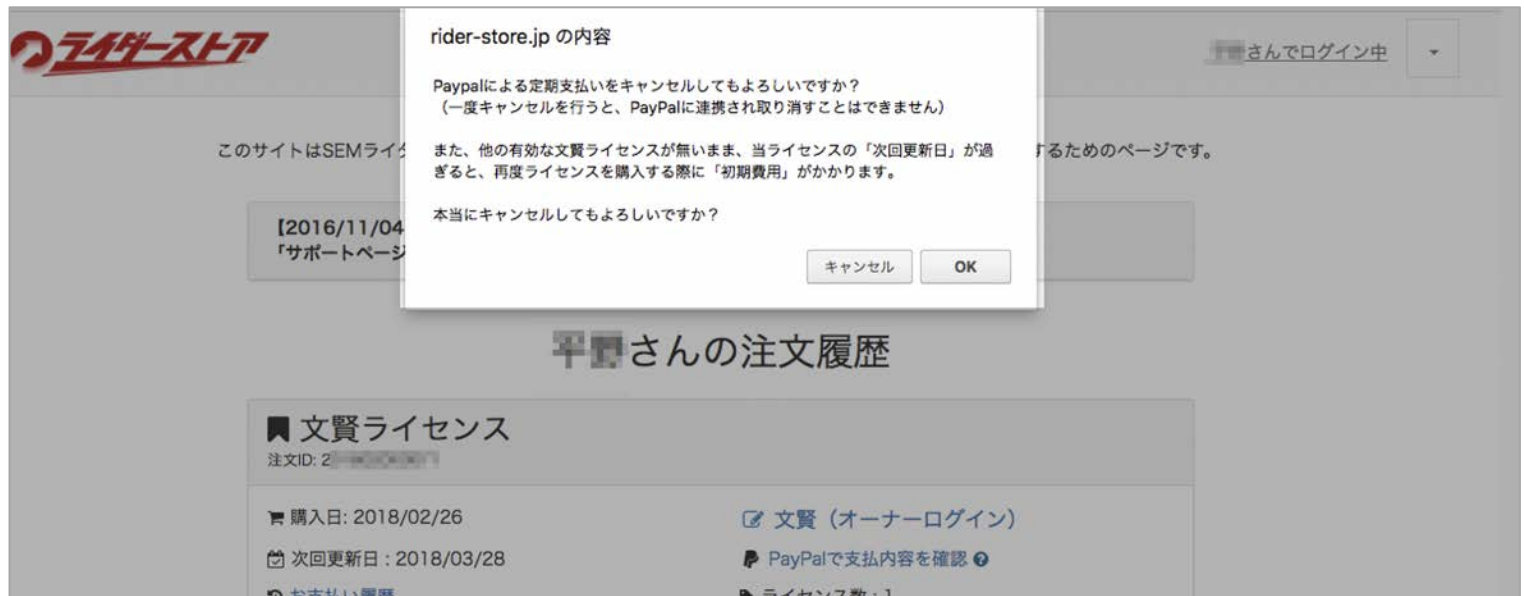 ライダーストア
rider-store.jp の内容
さんでログイン中
Paypalによる定期支払いをキャンセルしてもよろしいですか？
（一度キャンセルを行うと、PayPalに連携され取り消すことはできません）
このサイトはSEMライ
するためのページです。
また、他の有効な文賢ライセンスが無いまま、当ライセンスの「次回更新日」が過
ぎると、再度ライセンスを購入する際に「初期費用」がかかります。
本当にキャンセルしてもよろしいですか？
【2016/11/04
「サポートページ
キャンセル OK
さんの注文履歴
文賢ライセンス
注文ID: 2
購入日: 2018/02/26
文賢（オーナーログイン）
次回更新日 : 2018/03/28
PayPalで支払内容を確認
お支払い履歴
ライセンス数 : 1